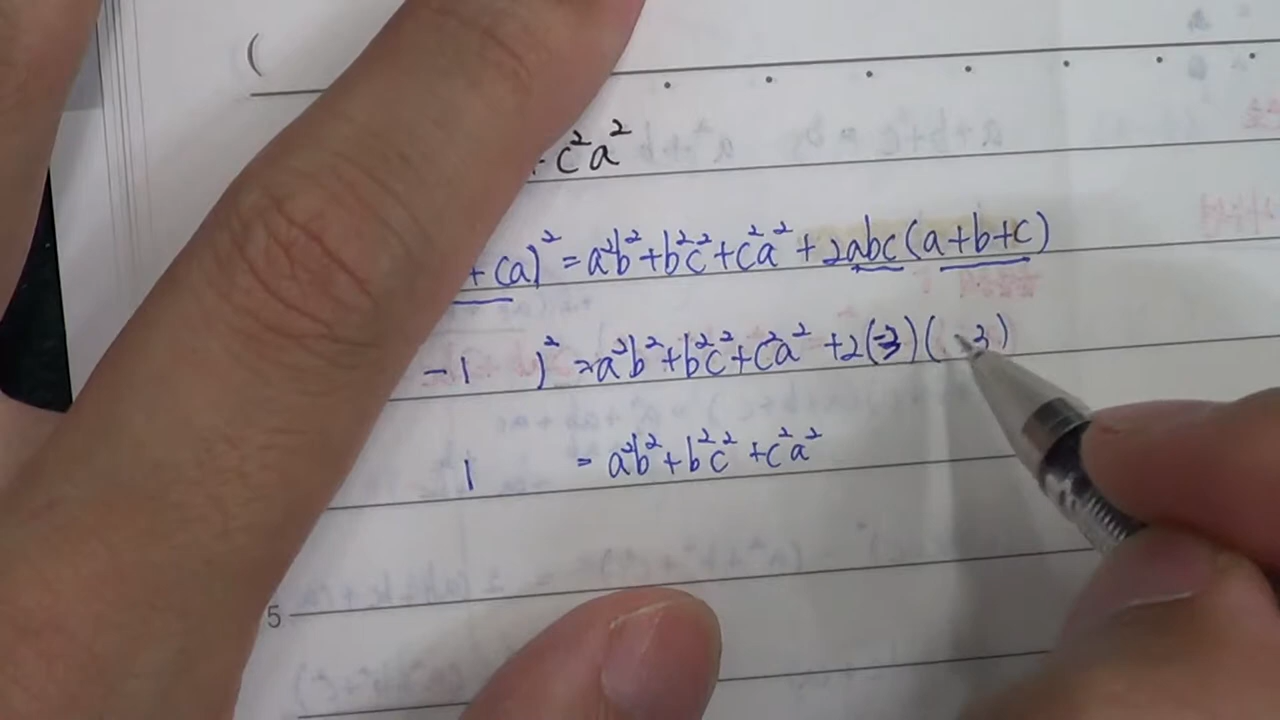 (
c²a²
+ca)² = a²b²+b²c²+c²a²+2abc(a+b+c)
-1 )² = a²b²+b²c²+c²a² +2(-3)( 3)
1 = a²b²+b²c²+c²a²
5